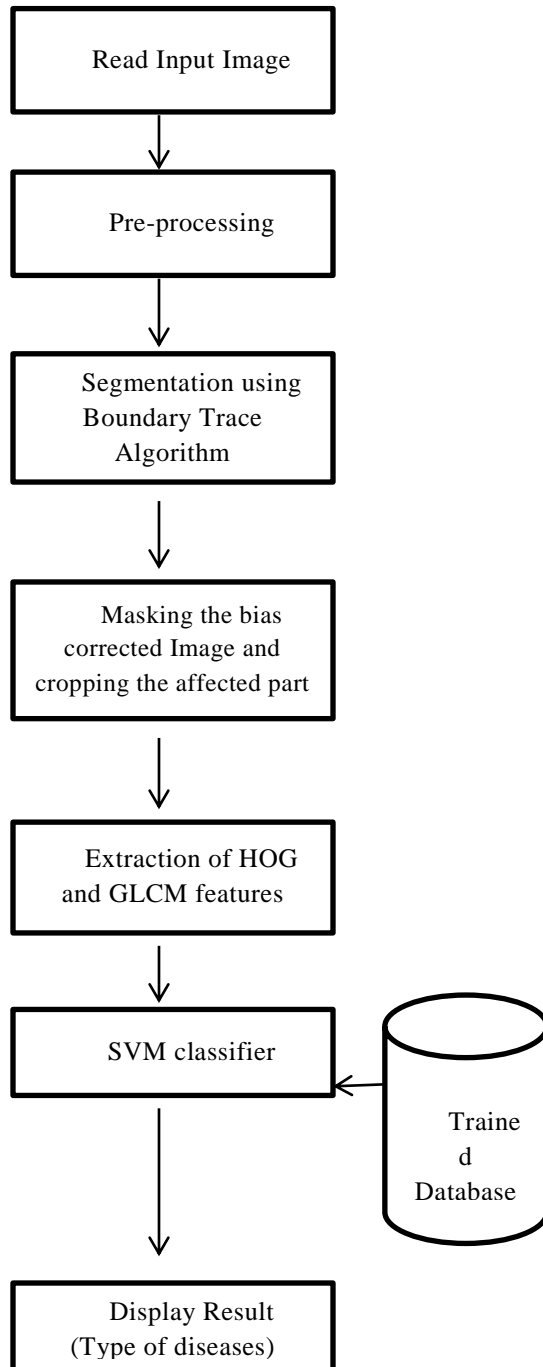 Read Input Image
Pre-processing
Segmentation using
Boundary Trace
Algorithm
Masking the bias
corrected Image and
cropping the affected part
Extraction of HOG
and GLCM features
SVM classifier
Traine
d
Database
Display Result
(Type of diseases)